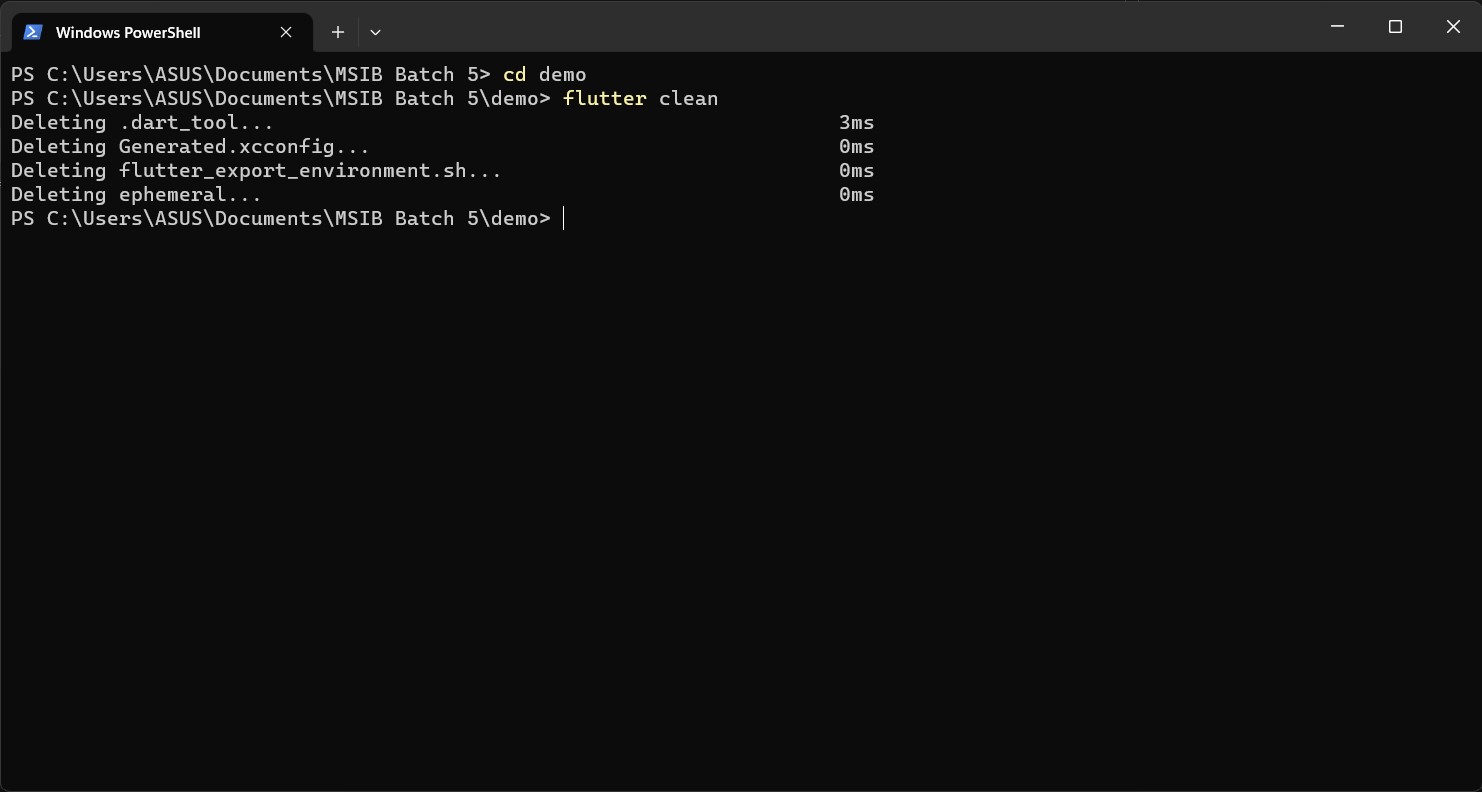 Windows PowerShell
PS C:\Users\ASUS\Documents\MSIB Batch 5> cd demo
PS C:\Users\ASUS\Documents\MSIB Batch 5\demo> flutter clean
Deleting .dart_tool... 3ms
Deleting Generated.xcconfig... 0ms
Deleting flutter_export_environment.sh... 0ms
Deleting ephemeral... 0ms
PS C:\Users\ASUS\Documents\MSIB Batch 5\demo>